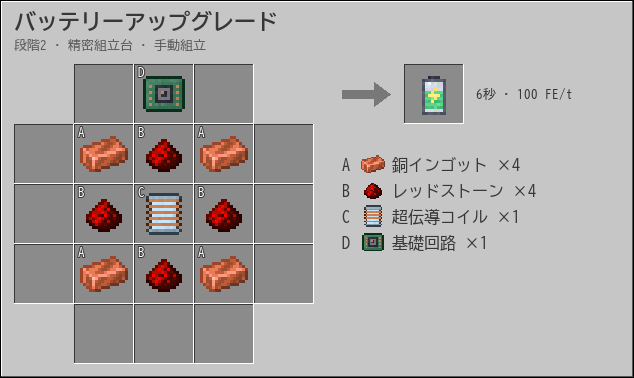 バッテリーアップグレード
段階2 · 精密組立台 · 手動組立
D
A B A
B C B
A B A
6秒 · 100 FE/t
A 銅インゴット ×4
B レッドストーン ×4
C 超伝導コイル ×1
D 基礎回路 ×1